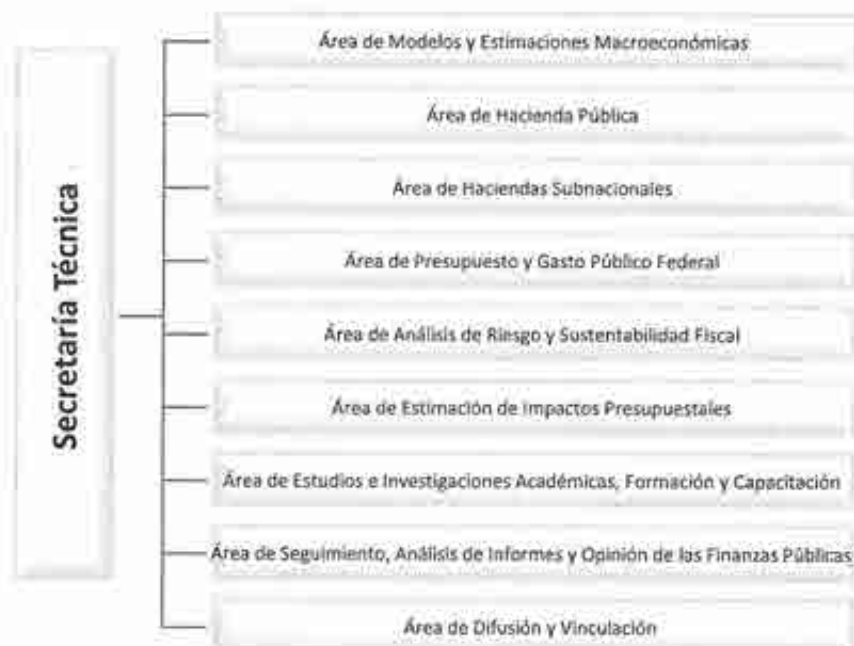 Secretaría Técnica
Área de Modelos y Estimaciones Macroeconómicas
Área de Hacienda Pública
Área de Haciendas Subnacionales
Área de Presupuesto y Gasto Público Federal
Área de Análisis de Riesgo y Sustentabilidad Fiscal
Área de Estimación de Impactos Presupuestales
Área de Estudios e Investigaciones Académicas, Formación y Capacitación
Área de Seguimiento, Análisis de Informes y Opinión de las Finanzas Públicas
Área de Difusión y Vinculación